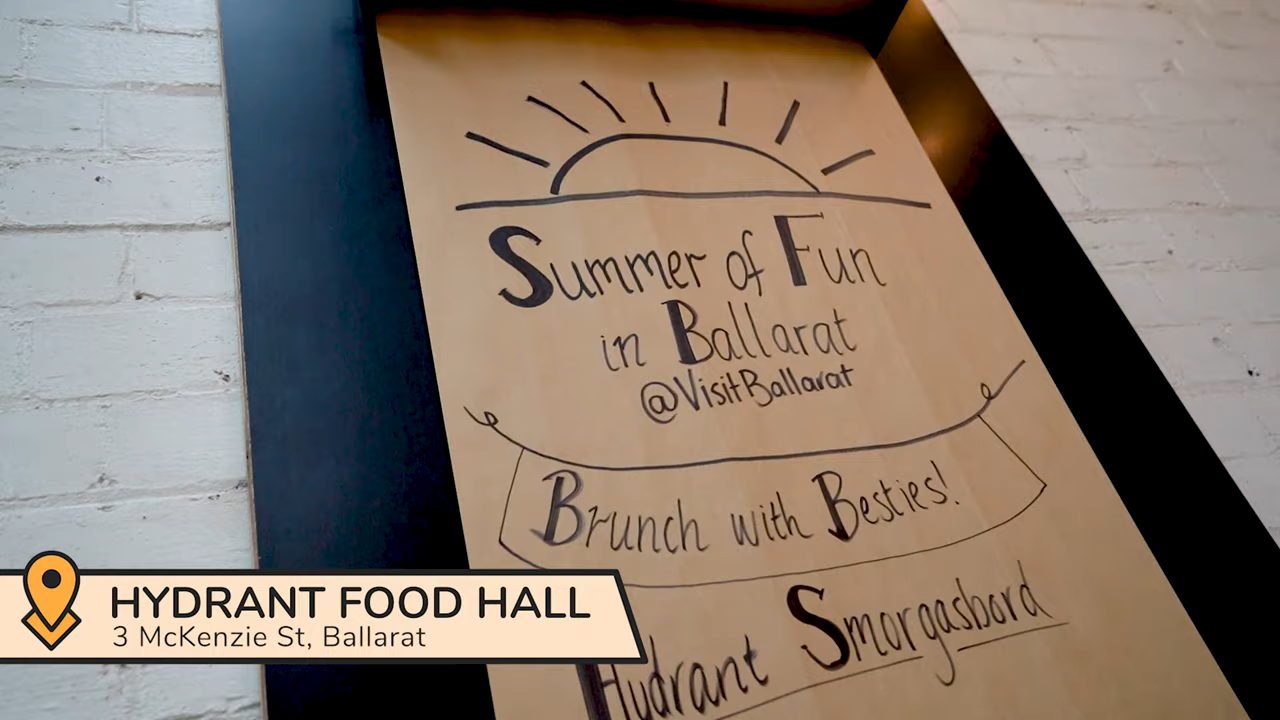 Summer of Fun
in Ballarat
@VisitBallarat
Brunch with Besties!
Hydrant Smorgasbord
HYDRANT FOOD HALL
3 McKenzie St, Ballarat